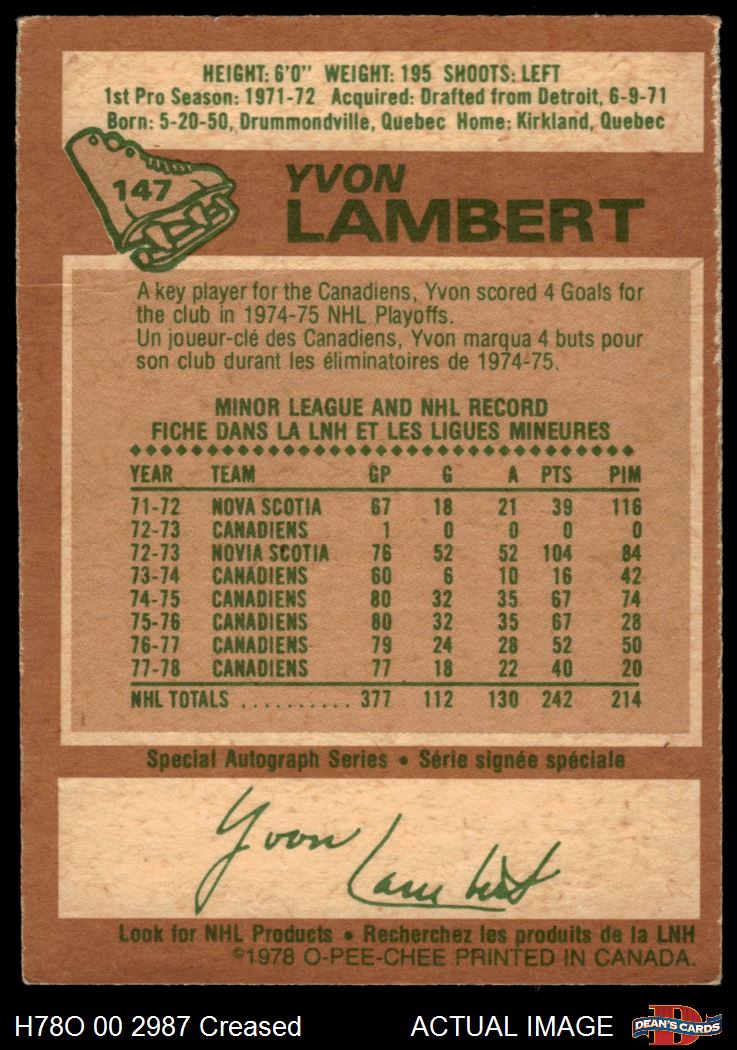 HEIGHT: 6'0" WEIGHT: 195 SHOOTS: LEFT
1st Pro Season: 1971-72 Acquired: Drafted from Detroit, 6-9-71
Born: 5-20-50, Drummondville, Quebec Home: Kirkland, Quebec
147
YVON
LAMBERT
A key player for the Canadiens, Yvon scored 4 Goals for
the club in 1974-75 NHL Playoffs.
Un joueur-clé des Canadiens, Yvon marqua 4 buts pour
son club durant les éliminatoires de 1974-75.
MINOR LEAGUE AND NHL RECORD
FICHE DANS LA LNH ET LES LIGUES MINEURES
YEAR TEAM GP G A PTS PIM
71-72 NOVA SCOTIA 67 18 21 39 116
72-73 CANADIENS 1 0 0 0 0
72-73 NOVIA SCOTIA 76 52 52 104 84
73-74 CANADIENS 60 6 10 16 42
74-75 CANADIENS 80 32 35 67 74
75-76 CANADIENS 80 32 35 67 28
76-77 CANADIENS 79 24 28 52 50
77-78 CANADIENS 77 18 22 40 20
NHL TOTALS .......... 377 112 130 242 214
Special Autograph Series • Série signée spéciale
Yvon Lambert
Look for NHL Products • Recherchez les produits de la LNH
©1978 O-PEE-CHEE PRINTED IN CANADA.
H78O 00 2987 Creased ACTUAL IMAGE
DEAN'S CARDS